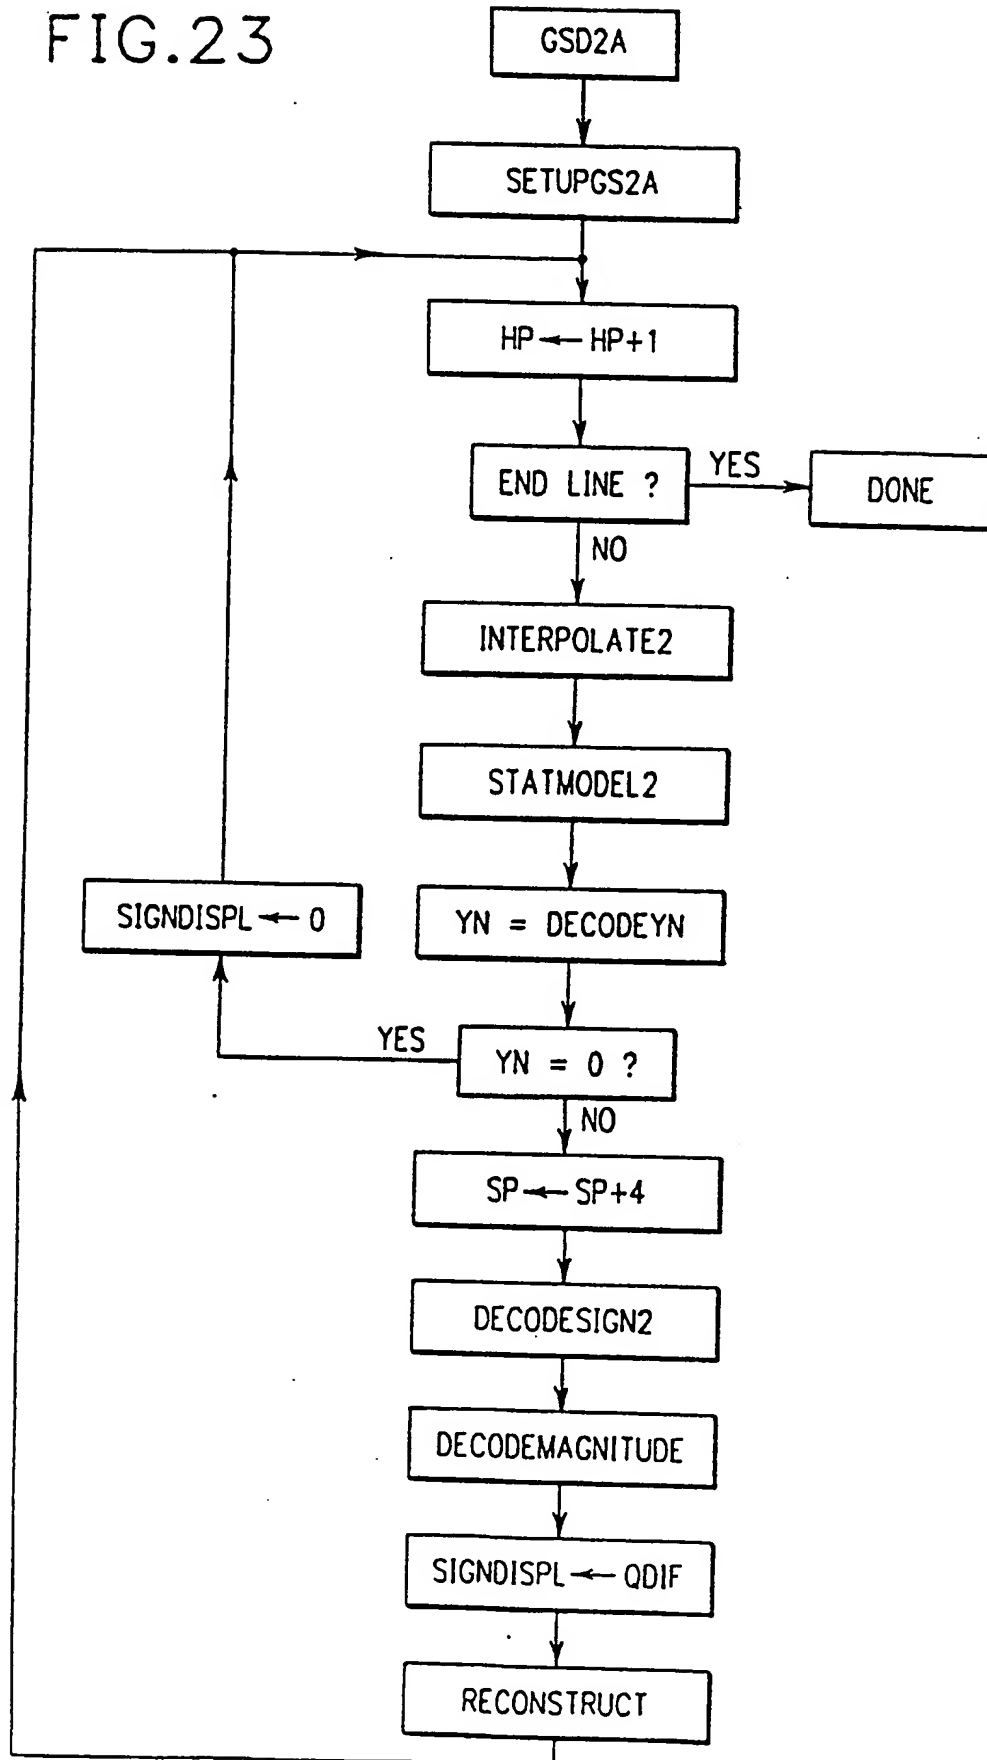 FIG.23
GSD2A
SETUPGS2A
HP←HP+1
END LINE ?
YES
DONE
NO
INTERPOLATE2
STATMODEL2
SIGNDISPL←0
YN = DECODEYN
YES
YN = 0 ?
NO
SP←SP+4
DECODESIGN2
DECODEMAGNITUDE
SIGNDISPL←QDIF
RECONSTRUCT